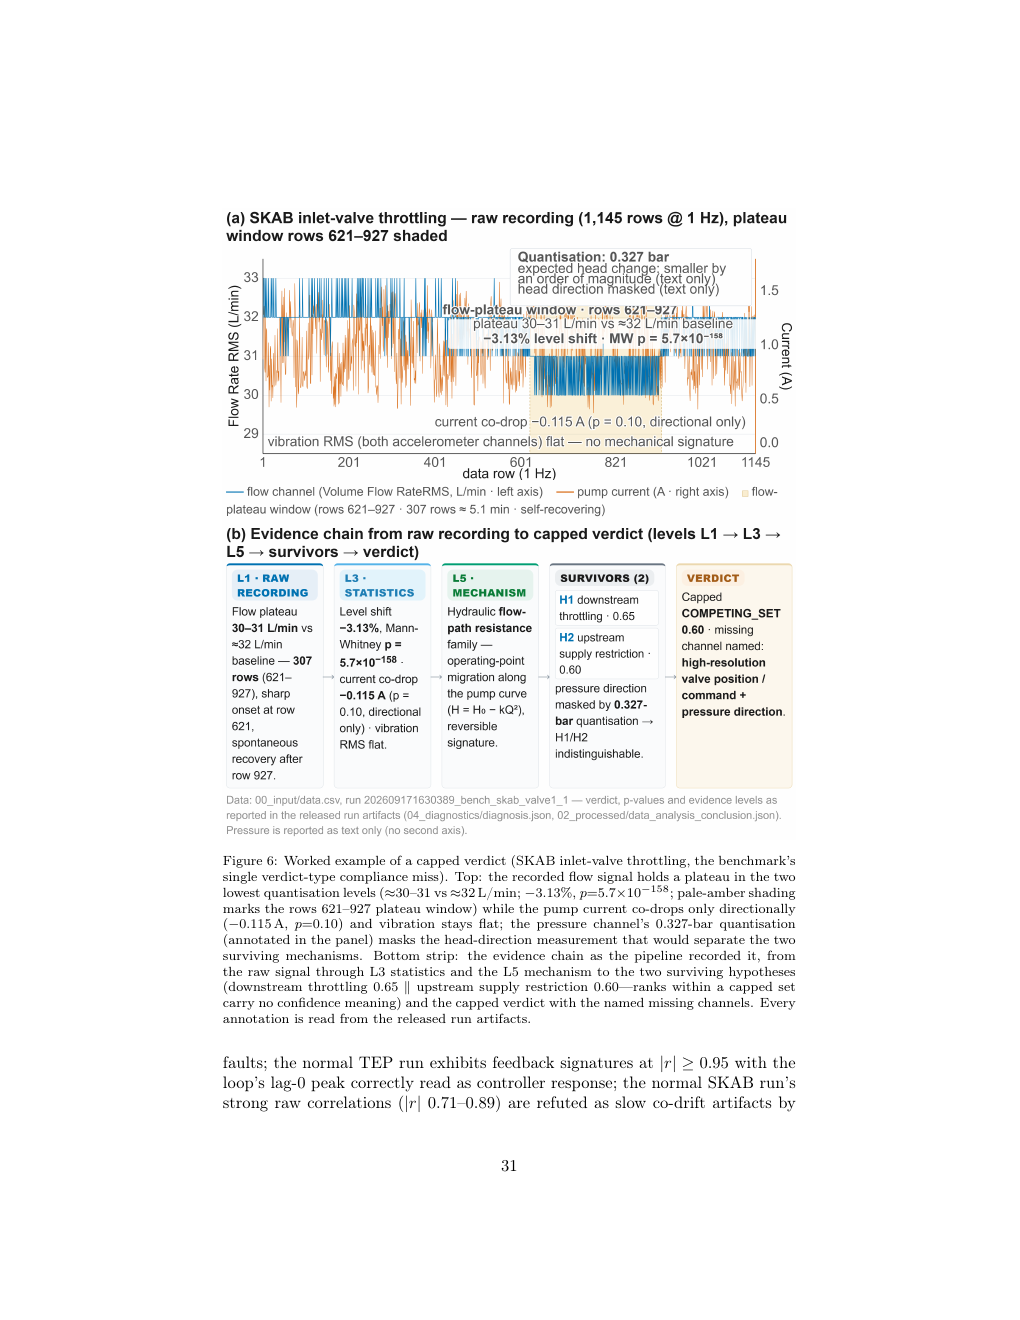 (a) SKAB inlet-valve throttling — raw recording (1,145 rows @ 1 Hz), plateau
window rows 621–927 shaded
Quantisation: 0.327 bar
expected head change: smaller by
an order of magnitude (text only)
head direction masked (text only)
flow-plateau window · rows 621–927
plateau 30–31 L/min vs ≈32 L/min baseline
−3.13% level shift · MW p = 5.7×10⁻¹⁵⁸
current co-drop −0.115 A (p = 0.10, directional only)
vibration RMS (both accelerometer channels) flat — no mechanical signature
Flow Rate RMS (L/min)
33
32
31
30
29
Current (A)
1.5
1.0
0.5
0.0
1 201 401 601 821 1021 1145
data row (1 Hz)
flow channel (Volume Flow RateRMS, L/min · left axis) pump current (A · right axis) flow-
plateau window (rows 621–927 · 307 rows ≈ 5.1 min · self-recovering)
(b) Evidence chain from raw recording to capped verdict (levels L1 → L3 →
L5 → survivors → verdict)
L1 · RAW
RECORDING
Flow plateau
30–31 L/min vs
≈32 L/min
baseline — 307
rows (621–
927), sharp
onset at row
621,
spontaneous
recovery after
row 927.
L3 ·
STATISTICS
Level shift
−3.13%, Mann-
Whitney p =
5.7×10⁻¹⁵⁸ ·
current co-drop
−0.115 A (p =
0.10, directional
only) · vibration
RMS flat.
L5 ·
MECHANISM
Hydraulic flow-
path resistance
family —
operating-point
migration along
the pump curve
(H = H₀ − kQ²),
reversible
signature.
SURVIVORS (2)
H1 downstream
throttling · 0.65
H2 upstream
supply restriction ·
0.60
pressure direction
masked by 0.327-
bar quantisation →
H1/H2
indistinguishable.
VERDICT
Capped
COMPETING_SET
0.60 · missing
channel named:
high-resolution
valve position /
command +
pressure direction.
Data: 00_input/data.csv, run 202609171630389_bench_skab_valve1_1 — verdict, p-values and evidence levels as
reported in the released run artifacts (04_diagnostics/diagnosis.json, 02_processed/data_analysis_conclusion.json).
Pressure is reported as text only (no second axis).
Figure 6: Worked example of a capped verdict (SKAB inlet-valve throttling, the benchmark's
single verdict-type compliance miss). Top: the recorded flow signal holds a plateau in the two
lowest quantisation levels (≈30–31 vs ≈32 L/min; −3.13%, p=5.7×10⁻¹⁵⁸; pale-amber shading
marks the rows 621–927 plateau window) while the pump current co-drops only directionally
(−0.115 A, p=0.10) and vibration stays flat; the pressure channel's 0.327-bar quantisation
(annotated in the panel) masks the head-direction measurement that would separate the two
surviving mechanisms. Bottom strip: the evidence chain as the pipeline recorded it, from
the raw signal through L3 statistics and the L5 mechanism to the two surviving hypotheses
(downstream throttling 0.65 ∥ upstream supply restriction 0.60—ranks within a capped set
carry no confidence meaning) and the capped verdict with the named missing channels. Every
annotation is read from the released run artifacts.
faults; the normal TEP run exhibits feedback signatures at |r| ≥ 0.95 with the
loop's lag-0 peak correctly read as controller response; the normal SKAB run's
strong raw correlations (|r| 0.71–0.89) are refuted as slow co-drift artifacts by
31